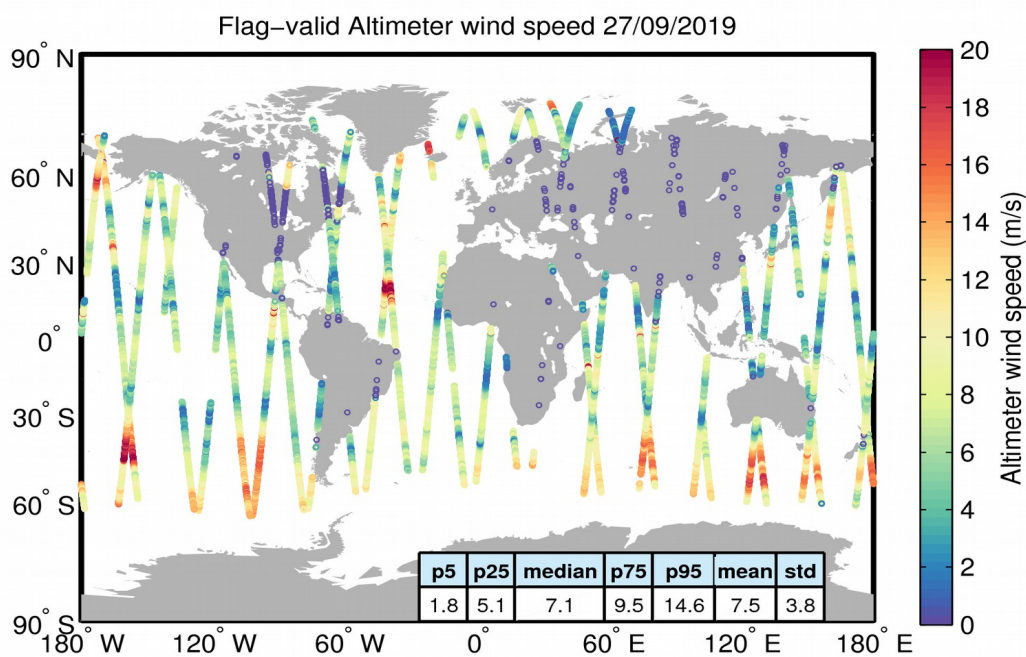 Flag−valid Altimeter wind speed 27/09/2019
90° N
60° N
30° N
0°
30° S
60° S
90° S
180° W
120° W
60° W
0°
60° E
120° E
180° E
p5 p25 median p75 p95 mean std
1.8 5.1 7.1 9.5 14.6 7.5 3.8
20
18
16
14
12
10
8
6
4
2
0
Altimeter wind speed (m/s)